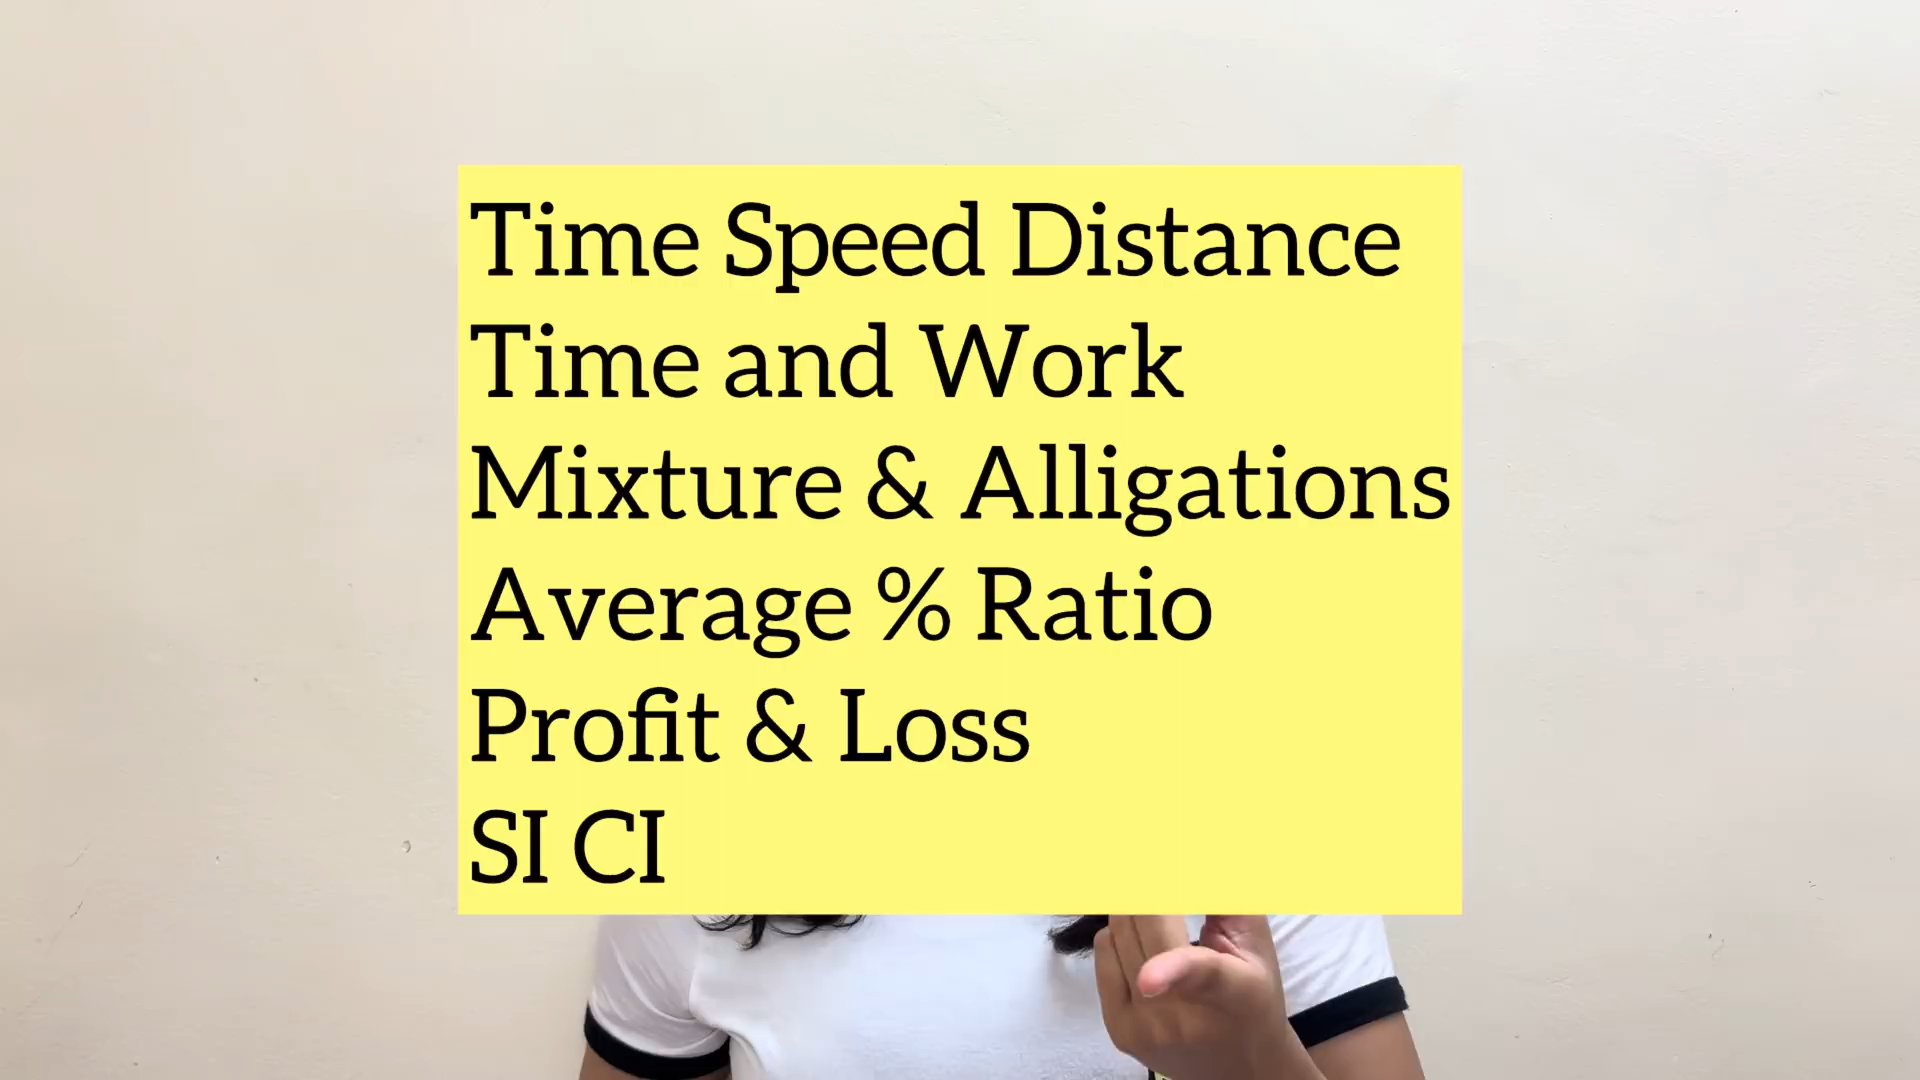 Time Speed Distance
Time and Work
Mixture & Alligations
Average % Ratio
Profit & Loss
SI CI